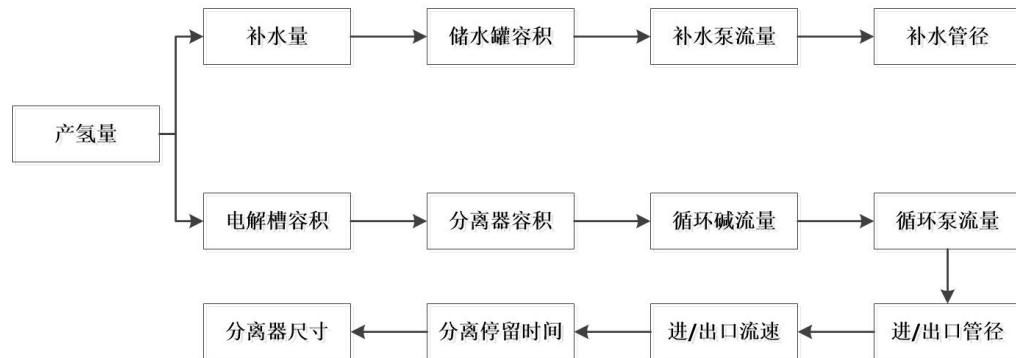 补水量
储水罐容积
补水泵流量
补水管径
产氢量
电解槽容积
分离器容积
循环碱流量
循环泵流量
分离器尺寸
分离停留时间
进/出口流速
进/出口管径